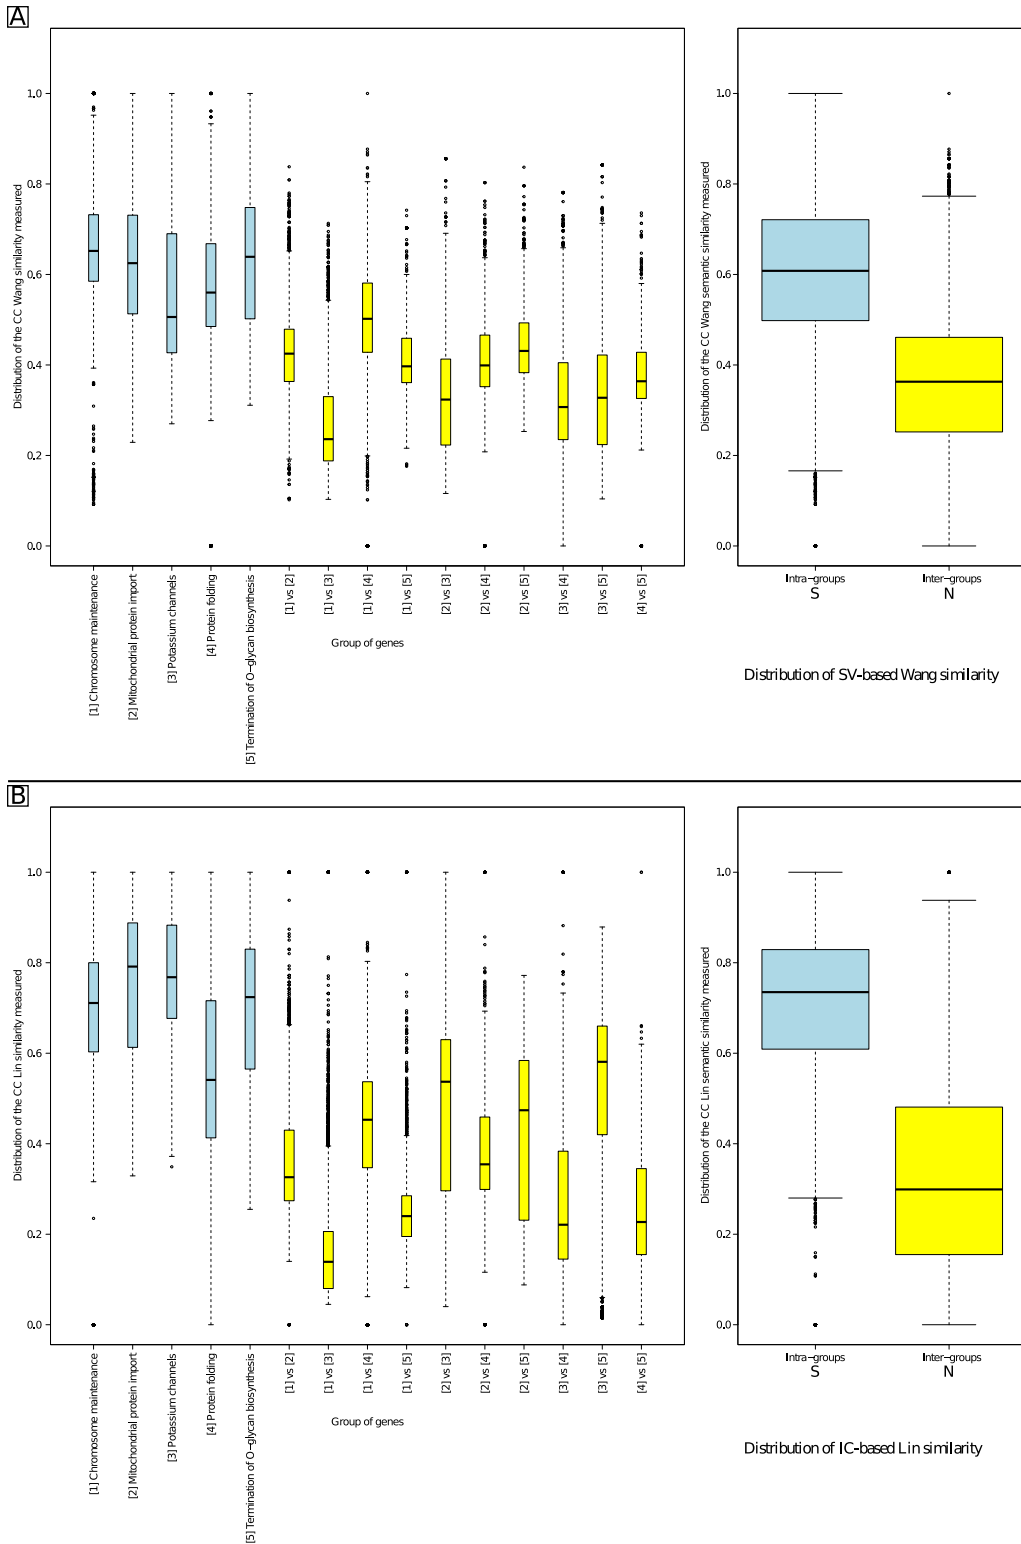 A
Distribution of the CC Wang similarity measured
1.0
0.8
0.6
0.4
0.2
0.0
[1] Chromosome maintenance
[2] Mitochondrial protein import
[3] Potassium channels
[4] Protein folding
[5] Termination of O−glycan biosynthesis
[1] vs [2]
[1] vs [3]
[1] vs [4]
[1] vs [5]
[2] vs [3]
[2] vs [4]
[2] vs [5]
[3] vs [4]
[3] vs [5]
[4] vs [5]
Group of genes
Distribution of the CC Wang semantic similarity measured
1.0
0.8
0.6
0.4
0.2
0.0
Intra−groups
S
Inter−groups
N
Distribution of SV-based Wang similarity
B
Distribution of the CC Lin similarity measured
1.0
0.8
0.6
0.4
0.2
0.0
[1] Chromosome maintenance
[2] Mitochondrial protein import
[3] Potassium channels
[4] Protein folding
[5] Termination of O−glycan biosynthesis
[1] vs [2]
[1] vs [3]
[1] vs [4]
[1] vs [5]
[2] vs [3]
[2] vs [4]
[2] vs [5]
[3] vs [4]
[3] vs [5]
[4] vs [5]
Group of genes
Distribution of the CC Lin semantic similarity measured
1.0
0.8
0.6
0.4
0.2
0.0
Intra−groups
S
Inter−groups
N
Distribution of IC-based Lin similarity